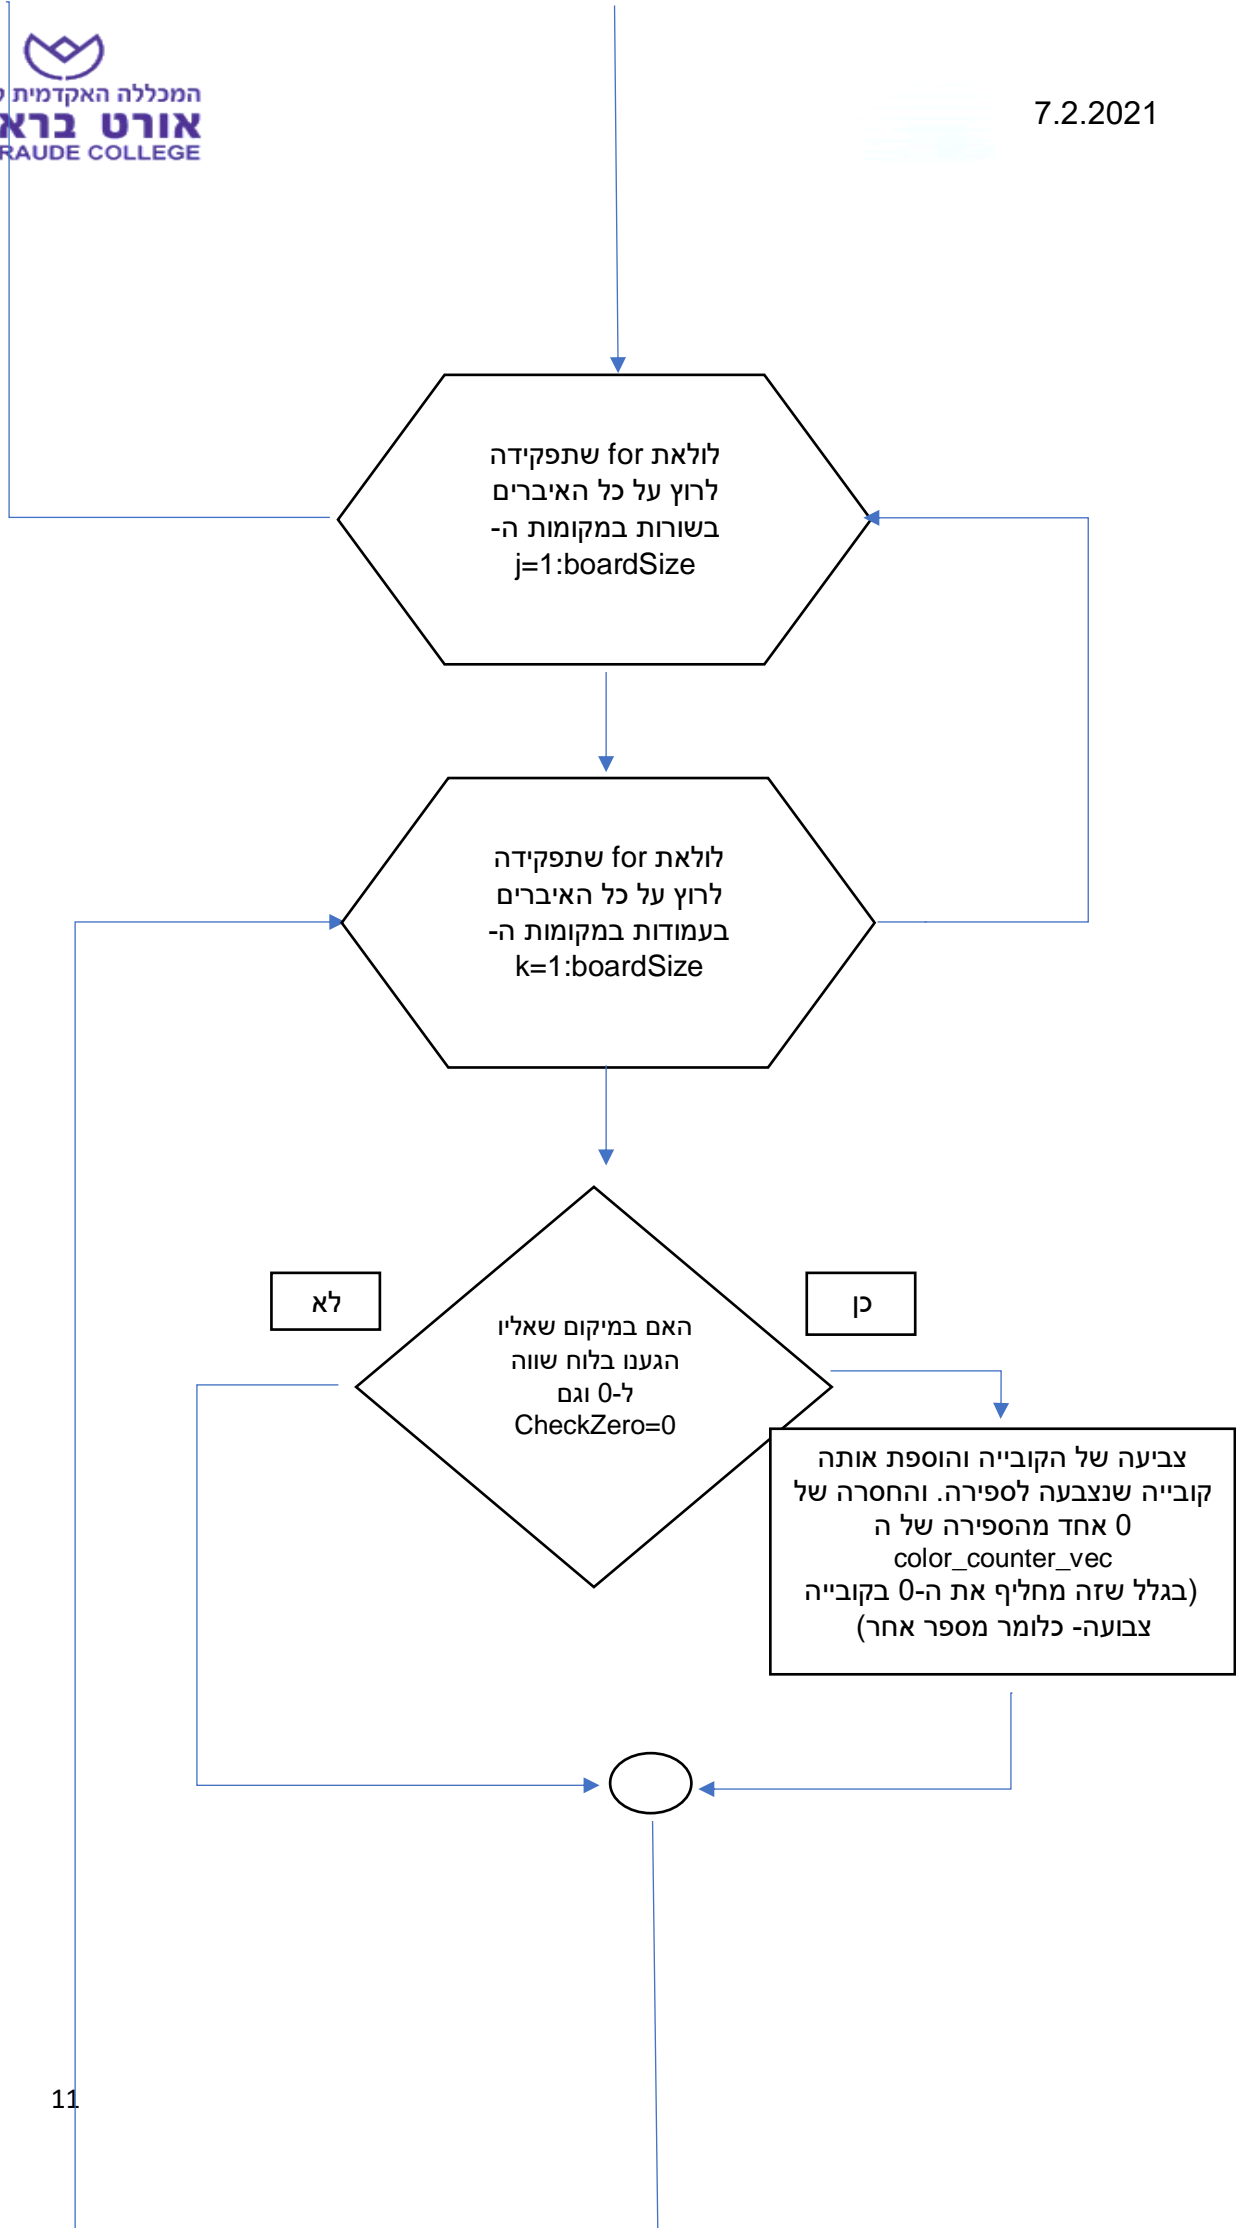 המכללה האקדמית
אורט ברא
RAUDE COLLEGE
7.2.2021
לולאת for שתפקידה
לרוץ על כל האיברים
בשורות במקומות ה-
j=1:boardSize
לולאת for שתפקידה
לרוץ על כל האיברים
בעמודות במקומות ה-
k=1:boardSize
לא
כן
האם במיקום שאליו
הגענו בלוח שווה
ל-0 וגם
CheckZero=0
צביעה של הקובייה והוספת אותה
קובייה שנצבעה לספירה. והחסרה של
0 אחד מהספירה של ה
color_counter_vec
(בגלל שזה מחליף את ה-0 בקובייה
צבועה- כלומר מספר אחר)
11